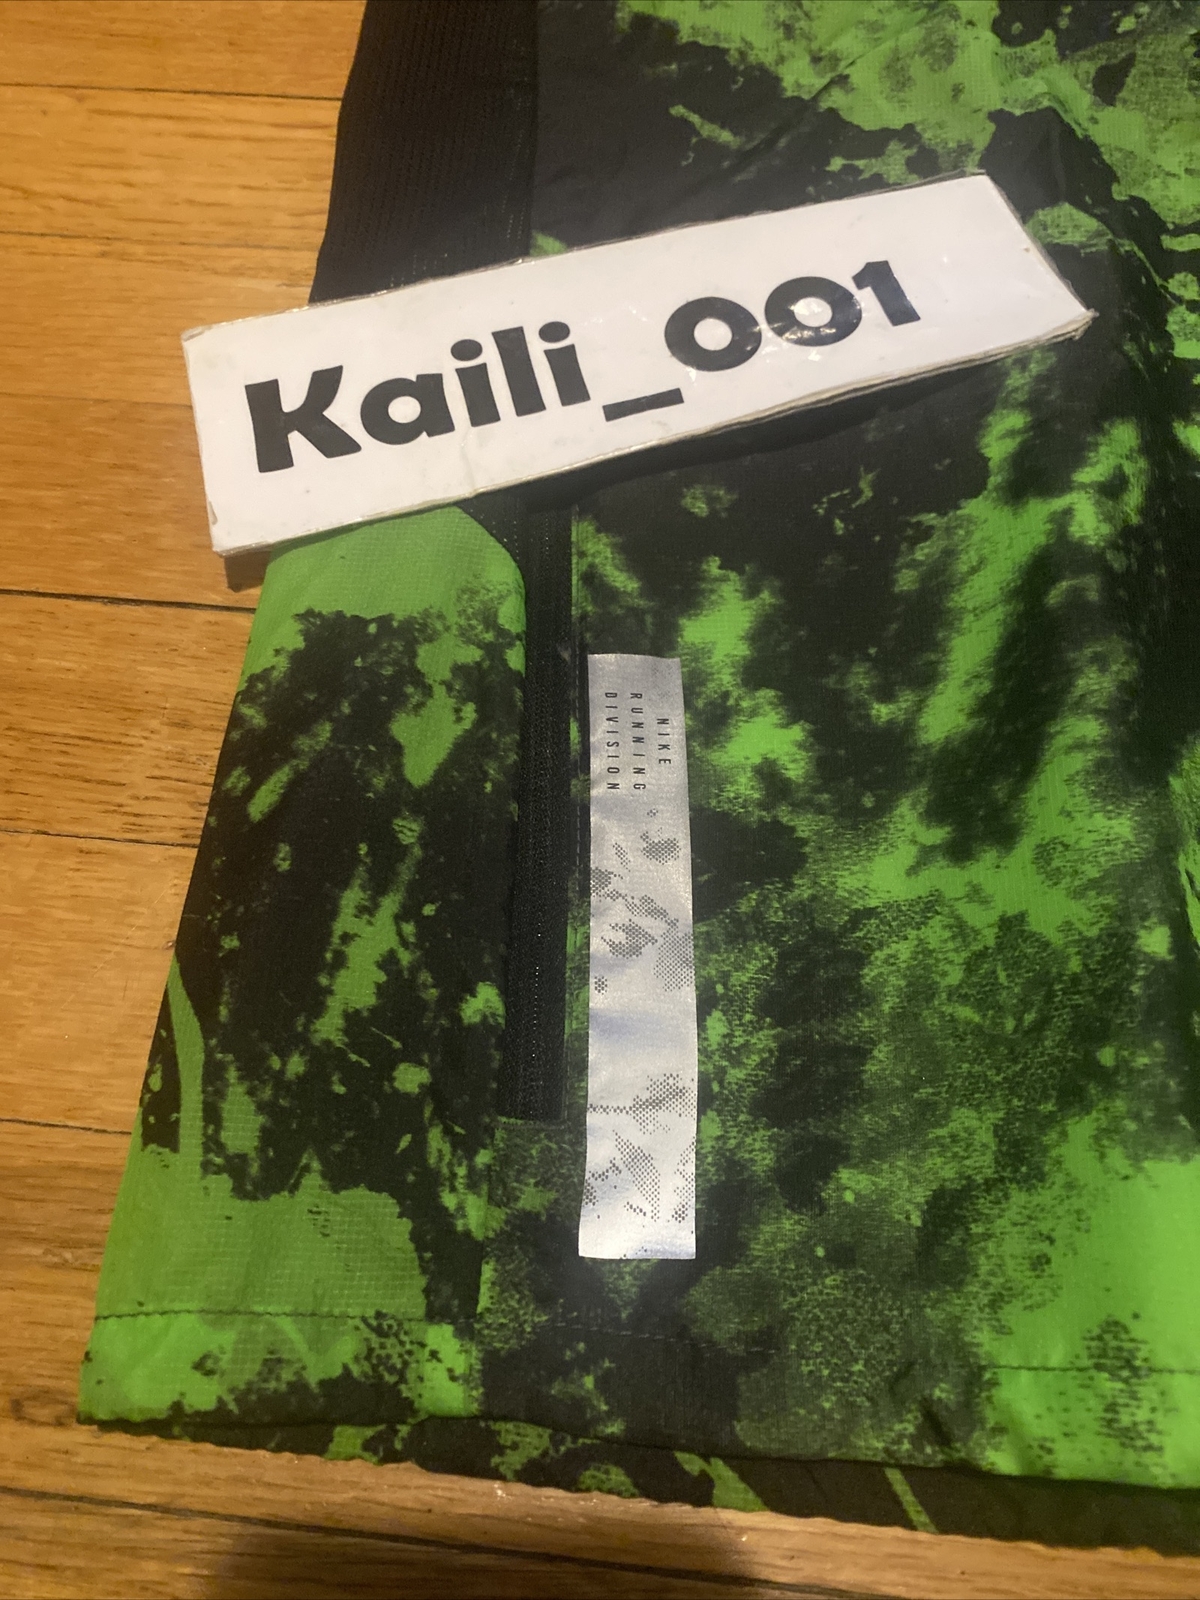 Kaili_001
NIKE
RUNNING
DIVISION